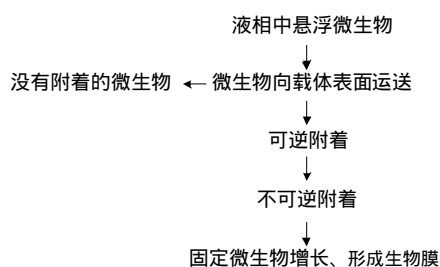 液相中悬浮微生物
没有附着的微生物 ← 微生物向载体表面运送
可逆附着
不可逆附着
固定微生物增长、形成生物膜